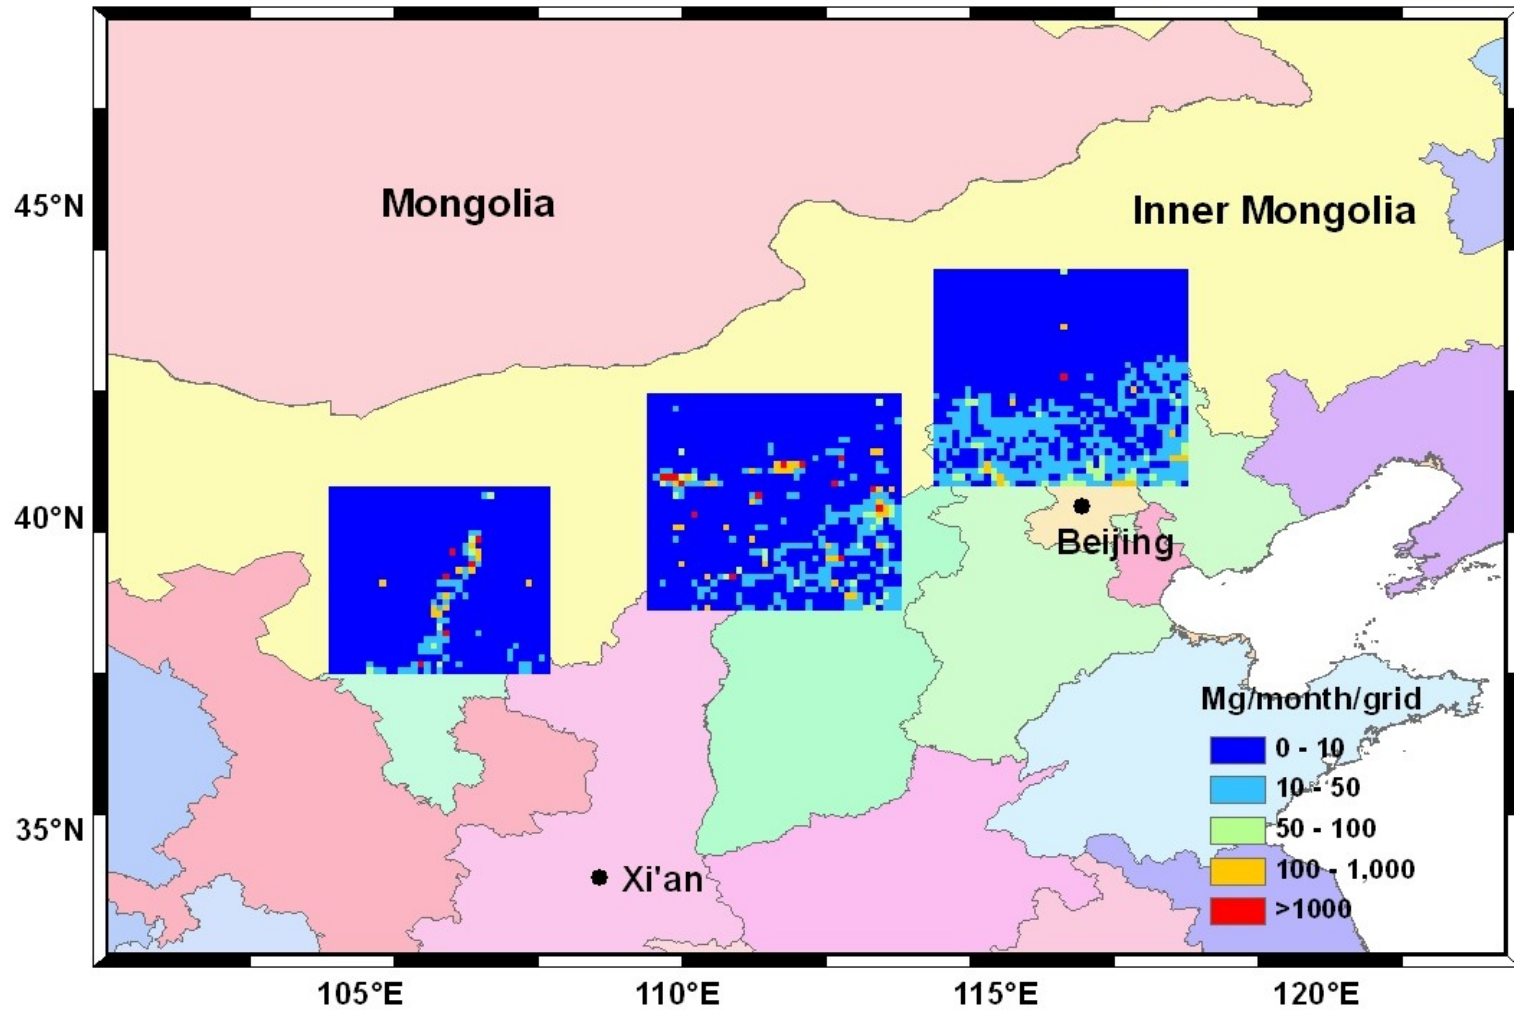 45°N
Mongolia
Inner Mongolia
40°N
Beijing
Mg/month/grid
0 - 10
10 - 50
50 - 100
100 - 1,000
>1000
35°N
Xi'an
105°E
110°E
115°E
120°E